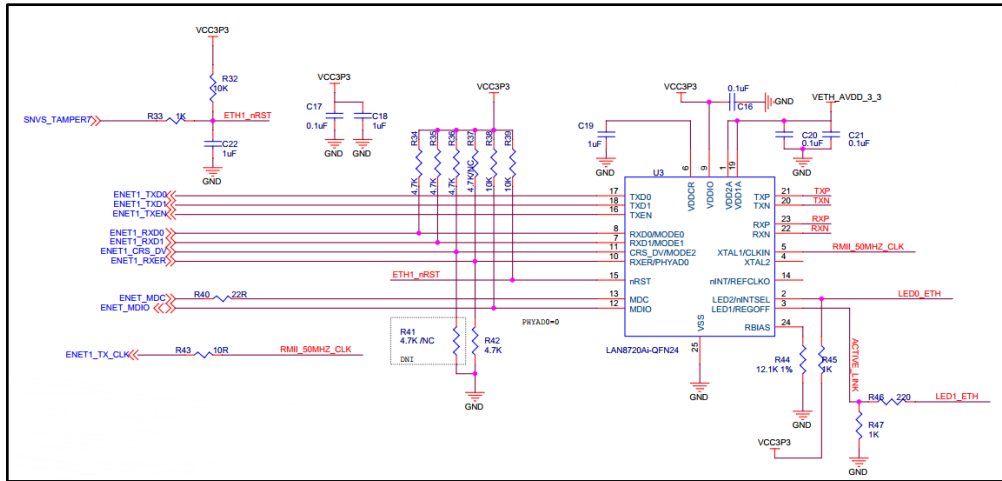 VCC3P3
R32
10K
SNVS_TAMPER7
R33
1K
ETH1_nRST
C22
1uF
GND
VCC3P3
C17
0.1uF
C18
1uF
GND
GND
VCC3P3
R34
R35
R36
R37
R38
R39
4.7K
4.7K
4.7K
4.7K/NC
10K
10K
VCC3P3
0.1uF
C16
GND
VETH_AVDD_3_3
C19
1uF
GND
C20
0.1uF
C21
0.1uF
GND
U3
6
9
1
19
VDDCR
VDDIO
VDD2A
VDD1A
ENET1_TXD0
17
TXD0
TXP
21
TXP
ENET1_TXD1
18
TXD1
TXN
20
TXN
ENET1_TXEN
16
TXEN
RXP
23
RXP
ENET1_RXD0
8
RXD0/MODE0
RXN
22
RXN
ENET1_RXD1
7
RXD1/MODE1
ENET1_CRS_DV
11
CRS_DV/MODE2
XTAL1/CLKIN
5
RMII_50MHZ_CLK
ENET1_RXER
10
RXER/PHYAD0
XTAL2
4
ETH1_nRST
15
nRST
nINT/REFCLKO
14
ENET_MDC
R40
22R
13
MDC
LED2/nINTSEL
2
LED0_ETH
ENET_MDIO
12
MDIO
LED1/REGOFF
3
PHYAD0=0
VSS
RBIAS
24
R41
4.7K /NC
DNI
R42
4.7K
GND
25
LAN8720Ai-QFN24
GND
ENET1_TX_CLK
R43
10R
RMII_50MHZ_CLK
R44
12.1K 1%
GND
R45
1K
ACTIVE_LINK
R46
220
LED1_ETH
R47
1K
VCC3P3
GND